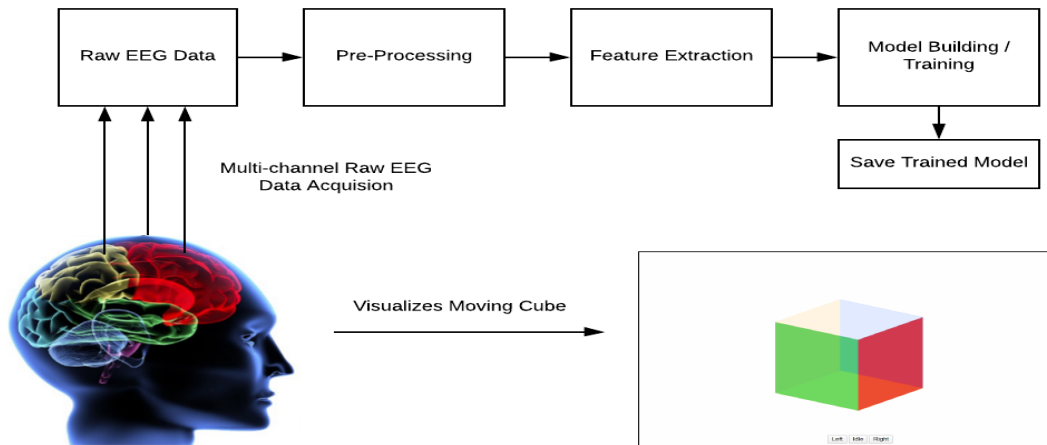 Raw EEG Data
Pre-Processing
Feature Extraction
Model Building /
Training
Save Trained Model
Multi-channel Raw EEG
Data Acquision
Visualizes Moving Cube
Left Idle Right